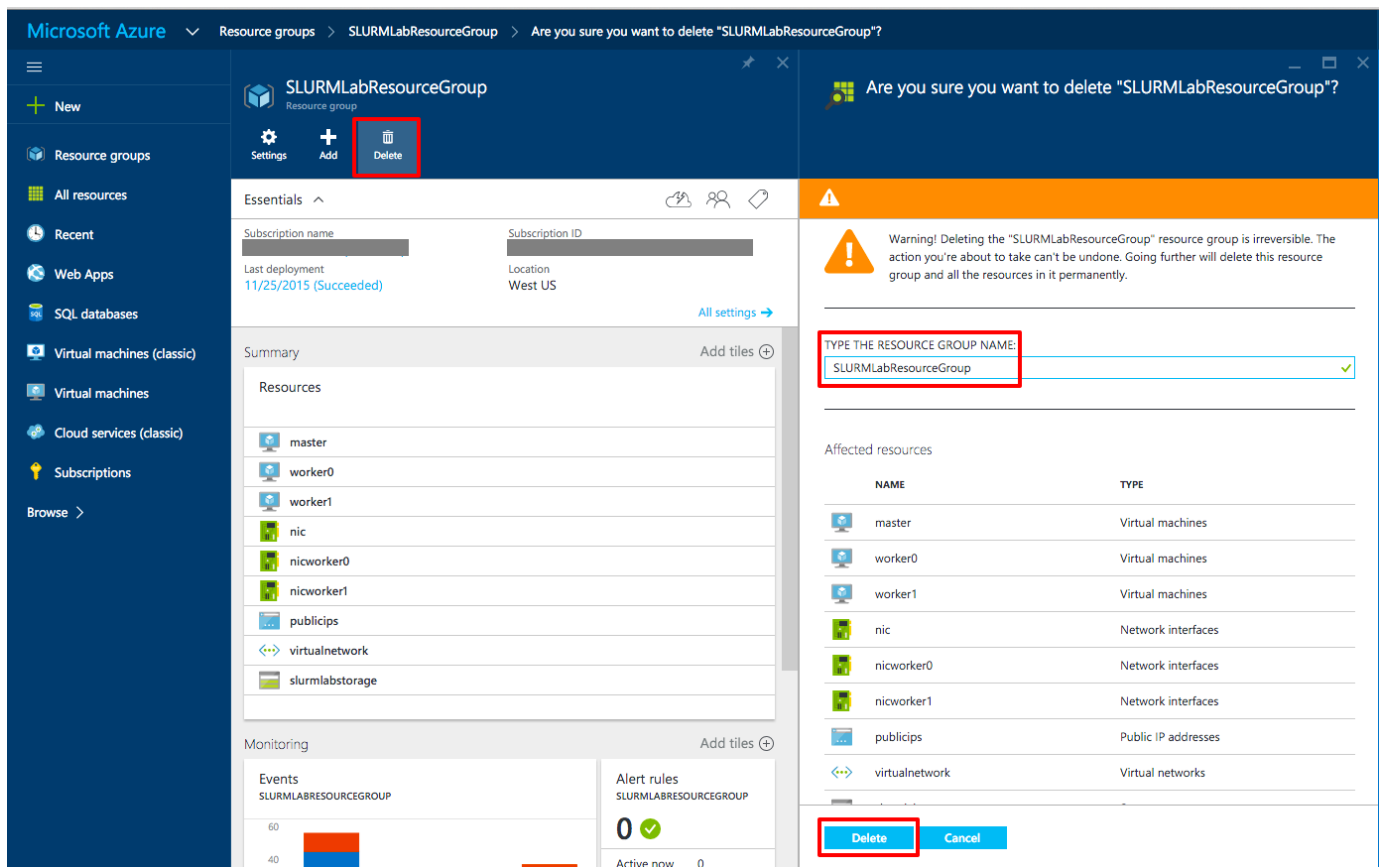 Microsoft Azure Resource groups > SLURMLabResourceGroup > Are you sure you want to delete "SLURMLabResourceGroup"?
New
Resource groups
All resources
Recent
Web Apps
SQL databases
Virtual machines (classic)
Virtual machines
Cloud services (classic)
Subscriptions
Browse >
SLURMLabResourceGroup
Resource group
Settings Add Delete
Essentials
Subscription name Subscription ID
Last deployment Location
11/25/2015 (Succeeded) West US
All settings →
Summary Add tiles
Resources
master
worker0
worker1
nic
nicworker0
nicworker1
publicips
virtualnetwork
slurmlabstorage
Monitoring Add tiles
Events
SLURMLABRESOURCEGROUP
60
40
Alert rules
SLURMLABRESOURCEGROUP
0
Active now 0
Are you sure you want to delete "SLURMLabResourceGroup"?
Warning! Deleting the "SLURMLabResourceGroup" resource group is irreversible. The
action you're about to take can't be undone. Going further will delete this resource
group and all the resources in it permanently.
TYPE THE RESOURCE GROUP NAME:
SLURMLabResourceGroup
Affected resources
NAME TYPE
master Virtual machines
worker0 Virtual machines
worker1 Virtual machines
nic Network interfaces
nicworker0 Network interfaces
nicworker1 Network interfaces
publicips Public IP addresses
virtualnetwork Virtual networks
Delete Cancel